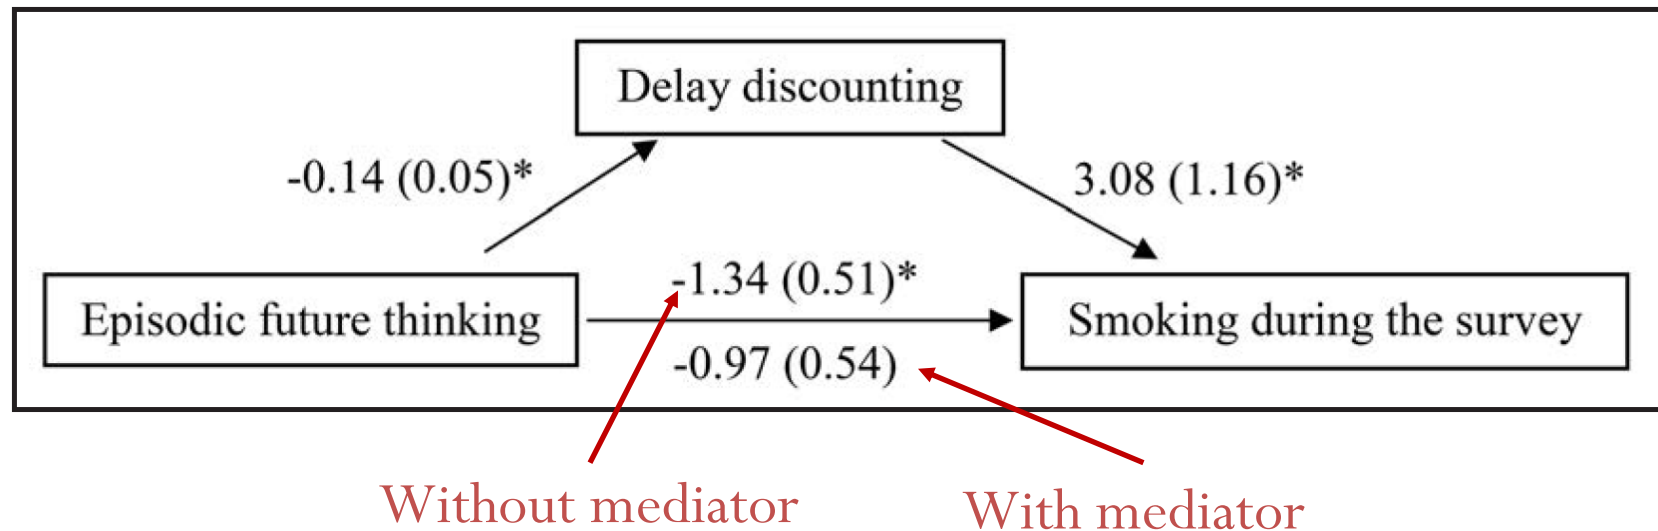 Delay discounting
-0.14 (0.05)*
3.08 (1.16)*
-1.34 (0.51)*
Episodic future thinking
Smoking during the survey
-0.97 (0.54)
Without mediator
With mediator